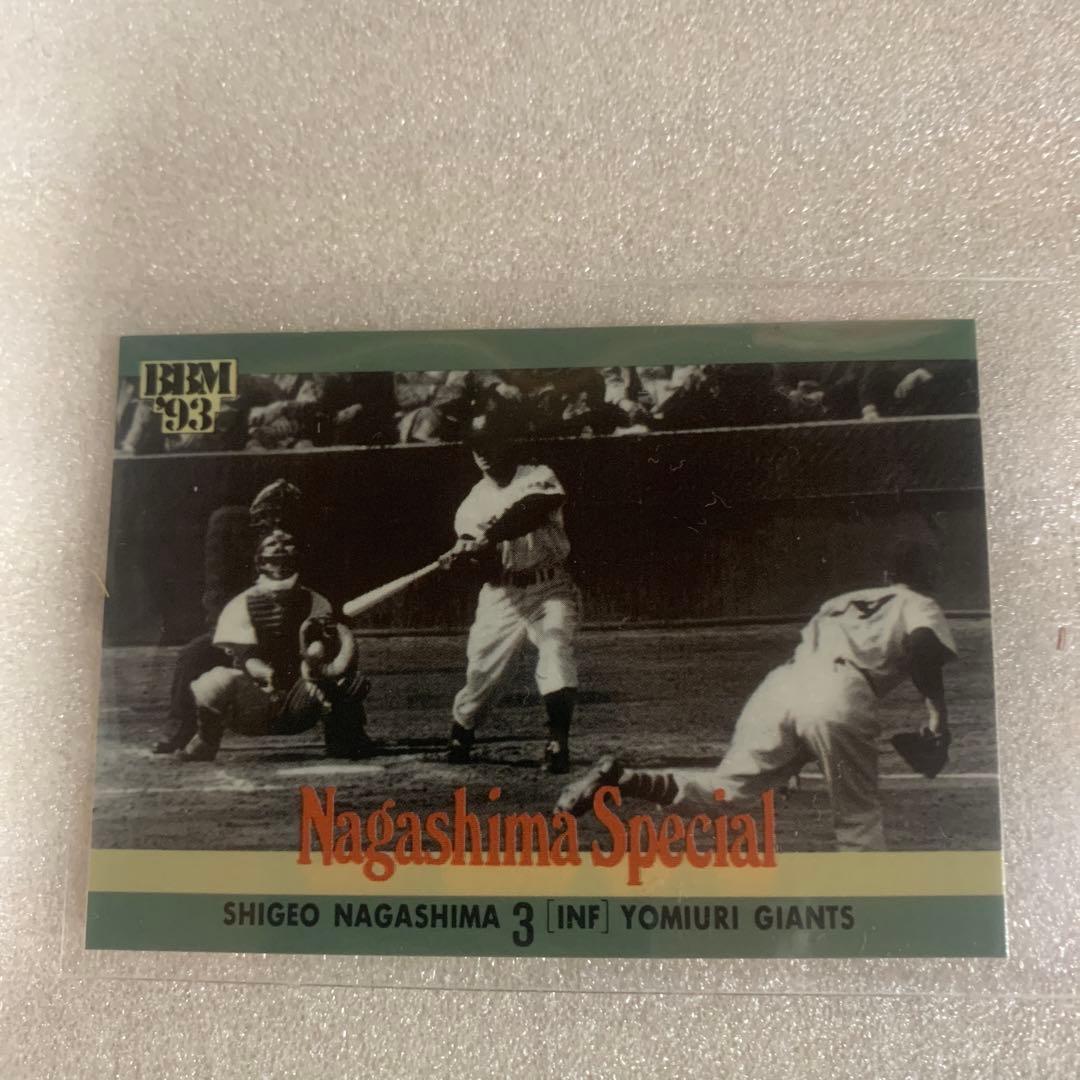 BBM
'93
Nagashima Special
SHIGEO NAGASHIMA 3 [INF] YOMIURI GIANTS